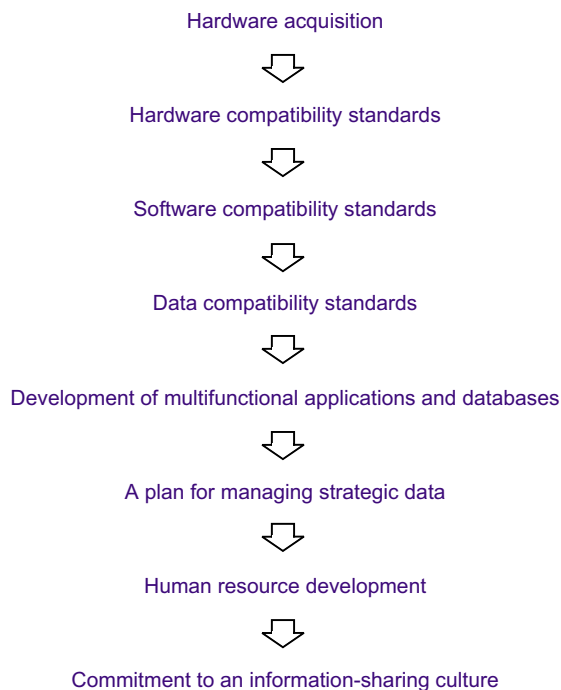 Hardware acquisition
Hardware compatibility standards
Software compatibility standards
Data compatibility standards
Development of multifunctional applications and databases
A plan for managing strategic data
Human resource development
Commitment to an information-sharing culture